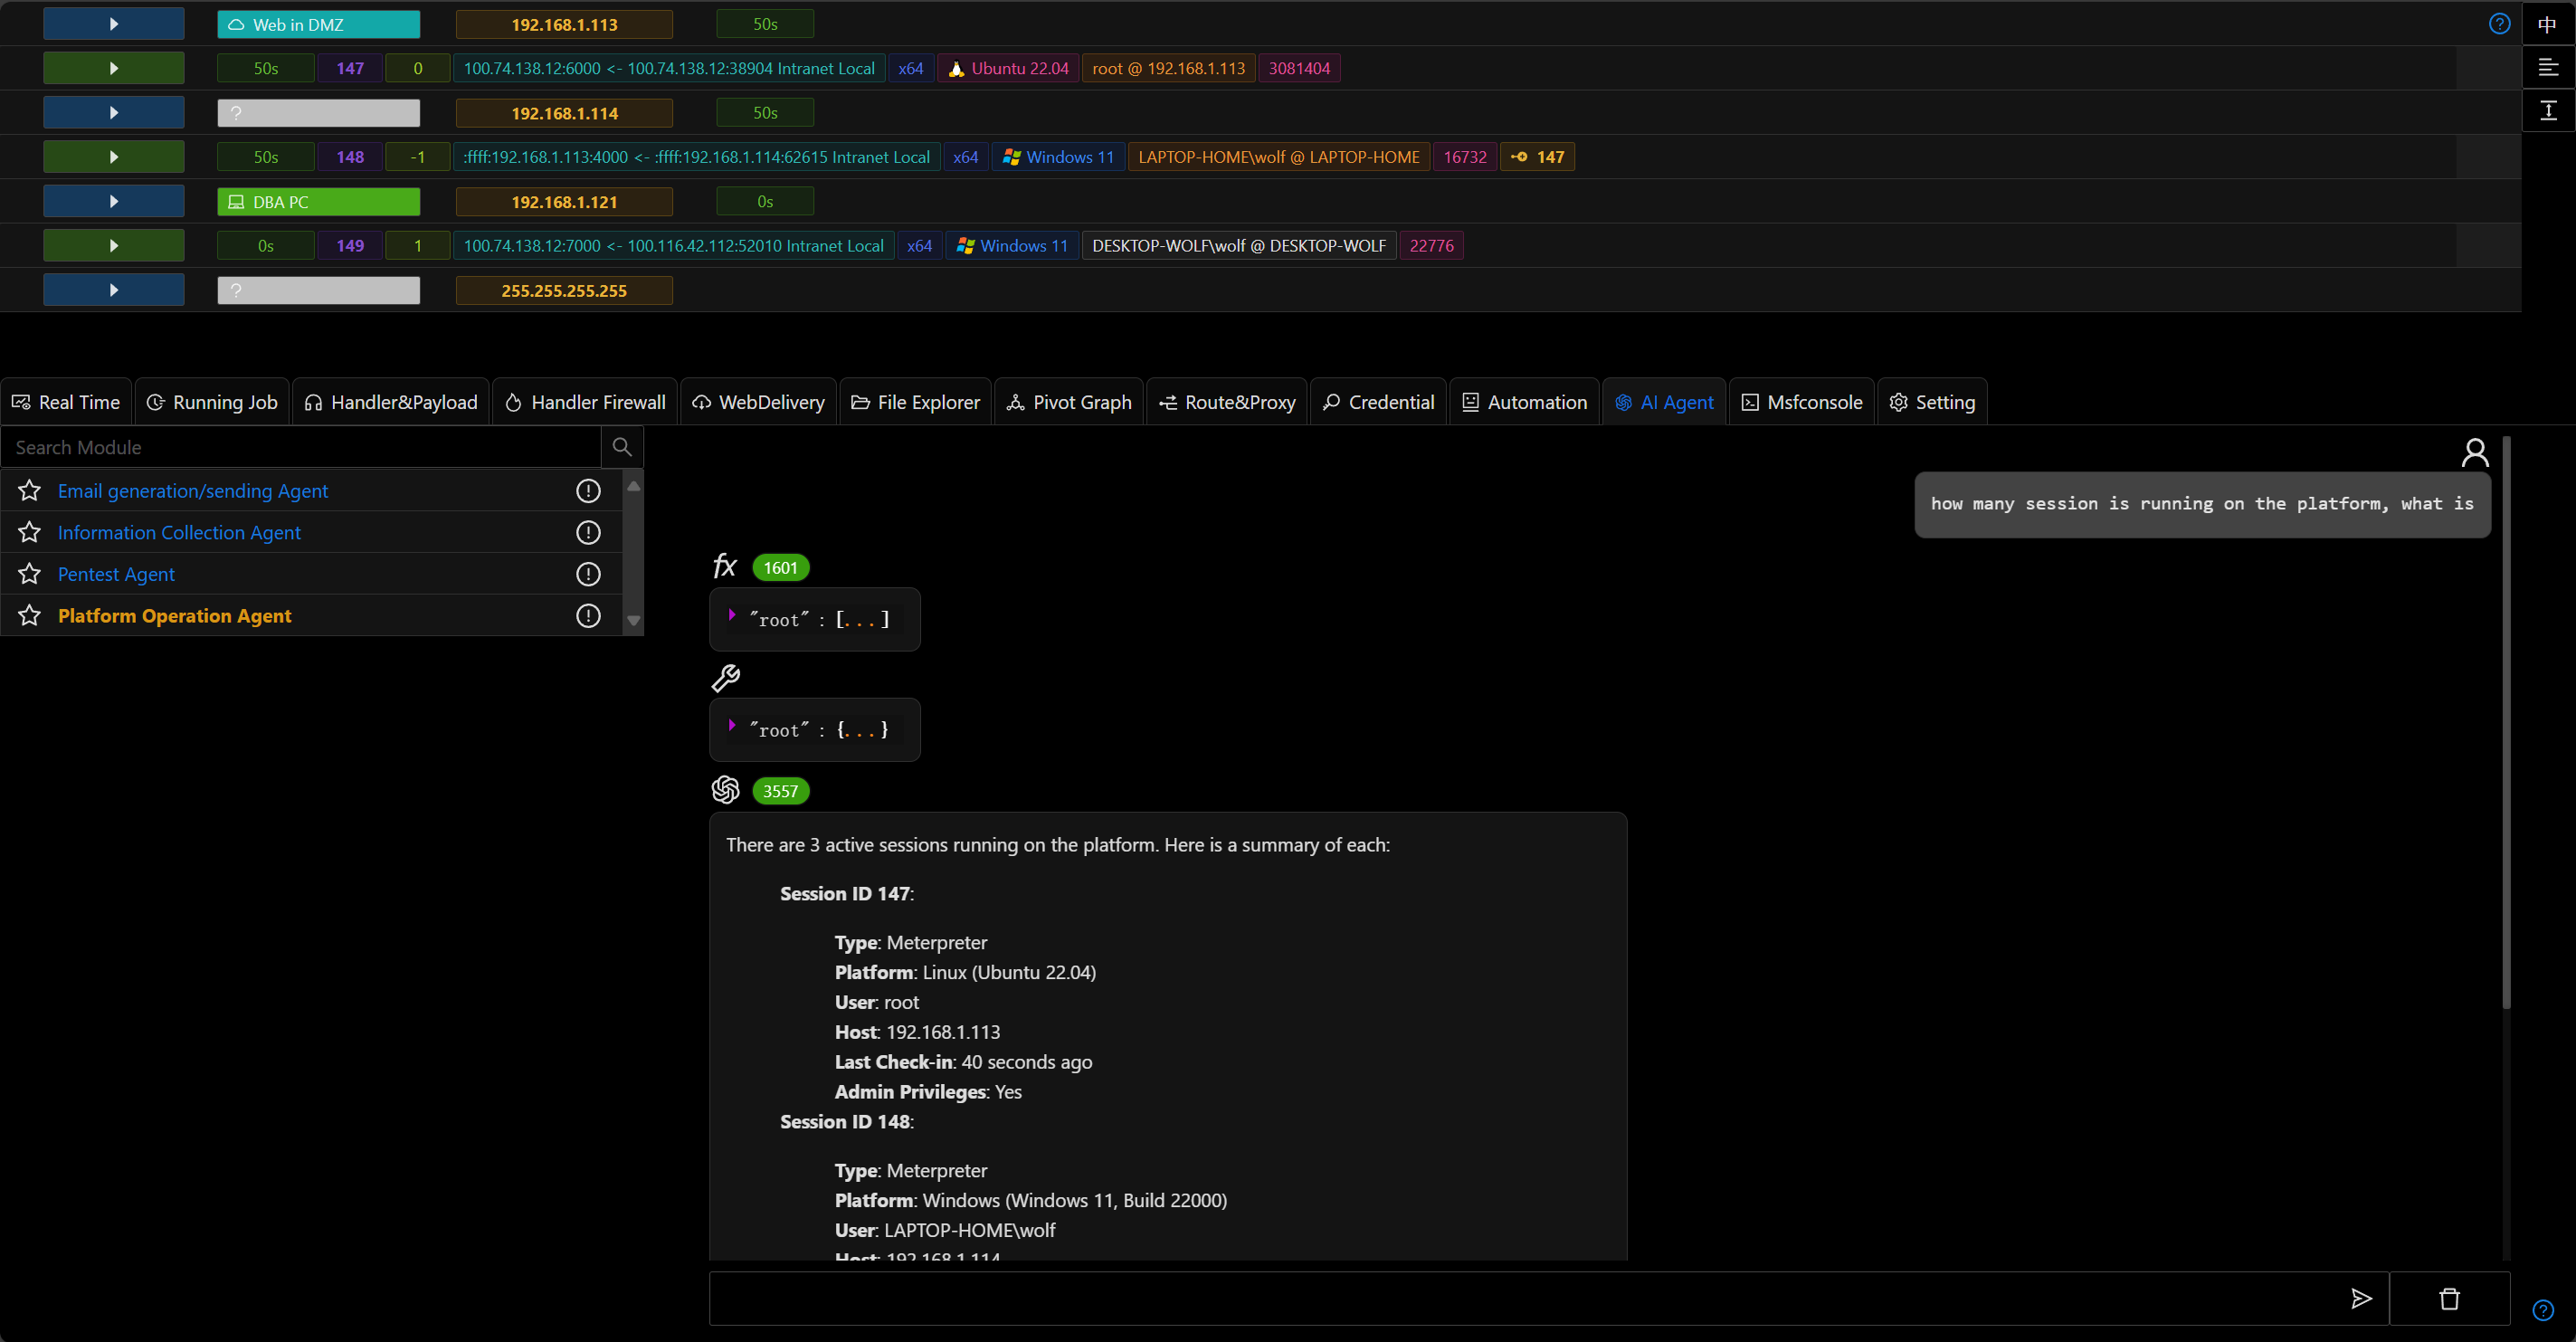 Web in DMZ 192.168.1.113 50s 中
50s 147 0 100.74.138.12:6000 <- 100.74.138.12:38904 Intranet Local x64 Ubuntu 22.04 root @ 192.168.1.113 3081404
? 192.168.1.114 50s
50s 148 -1 :ffff:192.168.1.113:4000 <- :ffff:192.168.1.114:62615 Intranet Local x64 Windows 11 LAPTOP-HOME\wolf @ LAPTOP-HOME 16732 147
DBA PC 192.168.1.121 0s
0s 149 1 100.74.138.12:7000 <- 100.116.42.112:52010 Intranet Local x64 Windows 11 DESKTOP-WOLF\wolf @ DESKTOP-WOLF 22776
? 255.255.255.255
Real Time Running Job Handler&Payload Handler Firewall WebDelivery File Explorer Pivot Graph Route&Proxy Credential Automation AI Agent Msfconsole Setting
Search Module
Email generation/sending Agent
Information Collection Agent
Pentest Agent
Platform Operation Agent
how many session is running on the platform, what is
fx 1601
"root" : [...]
"root" : {...}
3557
There are 3 active sessions running on the platform. Here is a summary of each:
Session ID 147:
Type: Meterpreter
Platform: Linux (Ubuntu 22.04)
User: root
Host: 192.168.1.113
Last Check-in: 40 seconds ago
Admin Privileges: Yes
Session ID 148:
Type: Meterpreter
Platform: Windows (Windows 11, Build 22000)
User: LAPTOP-HOME\wolf
Host: 192.168.1.114